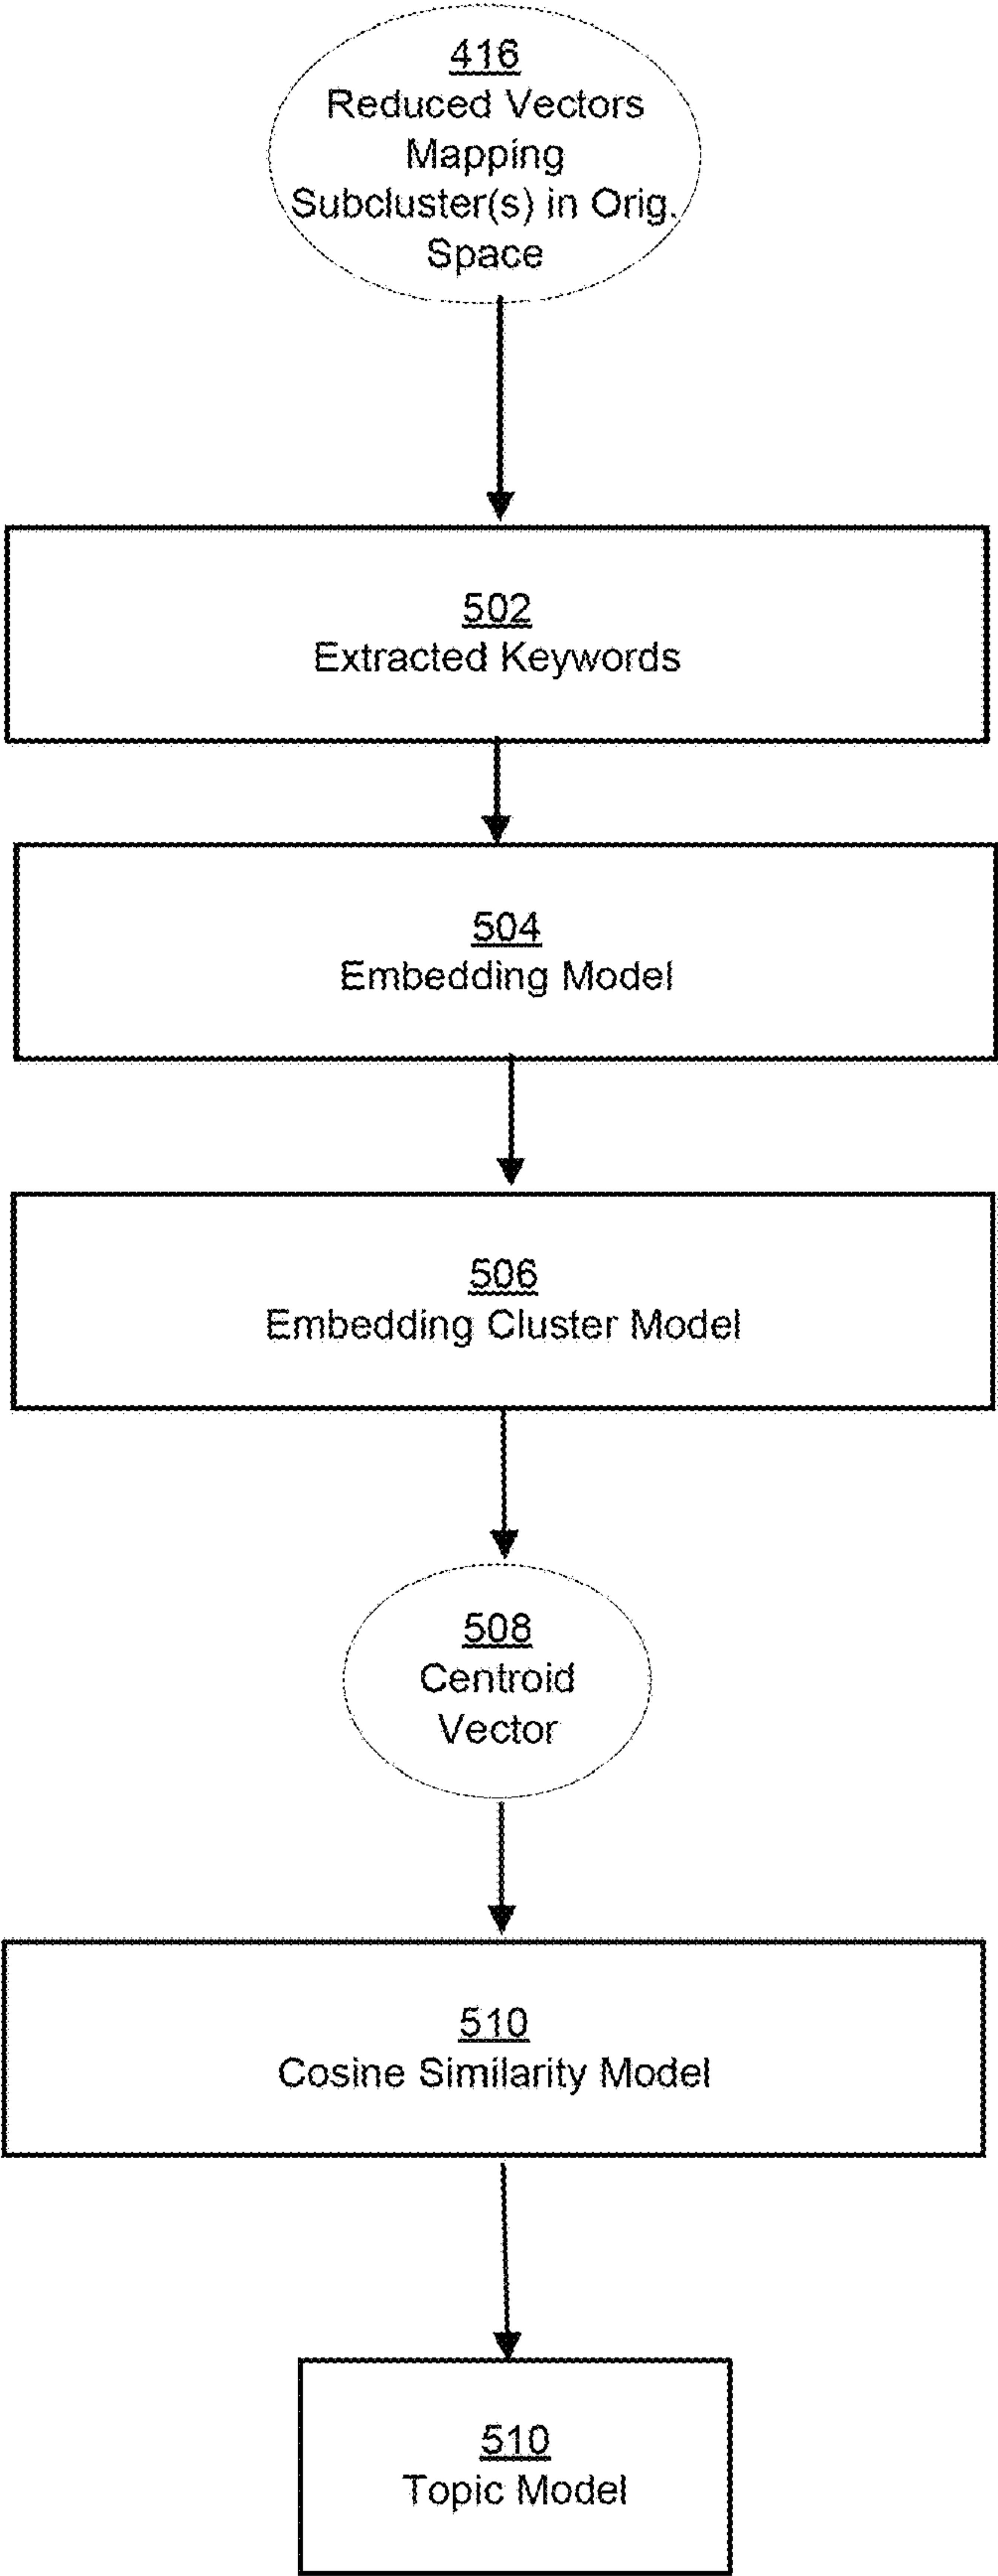 416
Reduced Vectors
Mapping
Subcluster(s) in Orig.
Space
502
Extracted Keywords
504
Embedding Model
506
Embedding Cluster Model
508
Centroid
Vector
510
Cosine Similarity Model
510
Topic Model